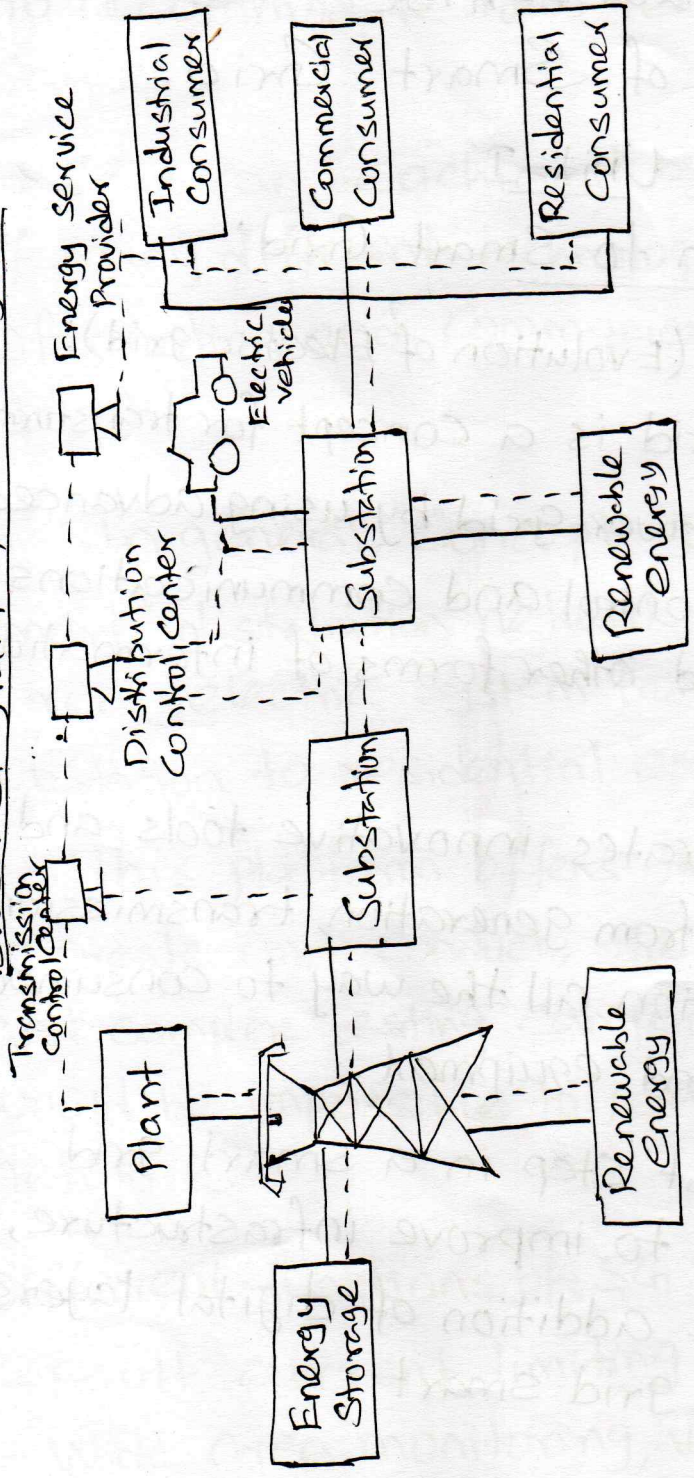 Transmission
Control Center
Distribution
Control Center
Energy Service
Provider
Plant
Electric
vehicle
Industrial
Consumer
Energy
Storage
Substation
Substation
Commercial
Consumer
Renewable
Energy
Renewable
energy
Residential
Consumer